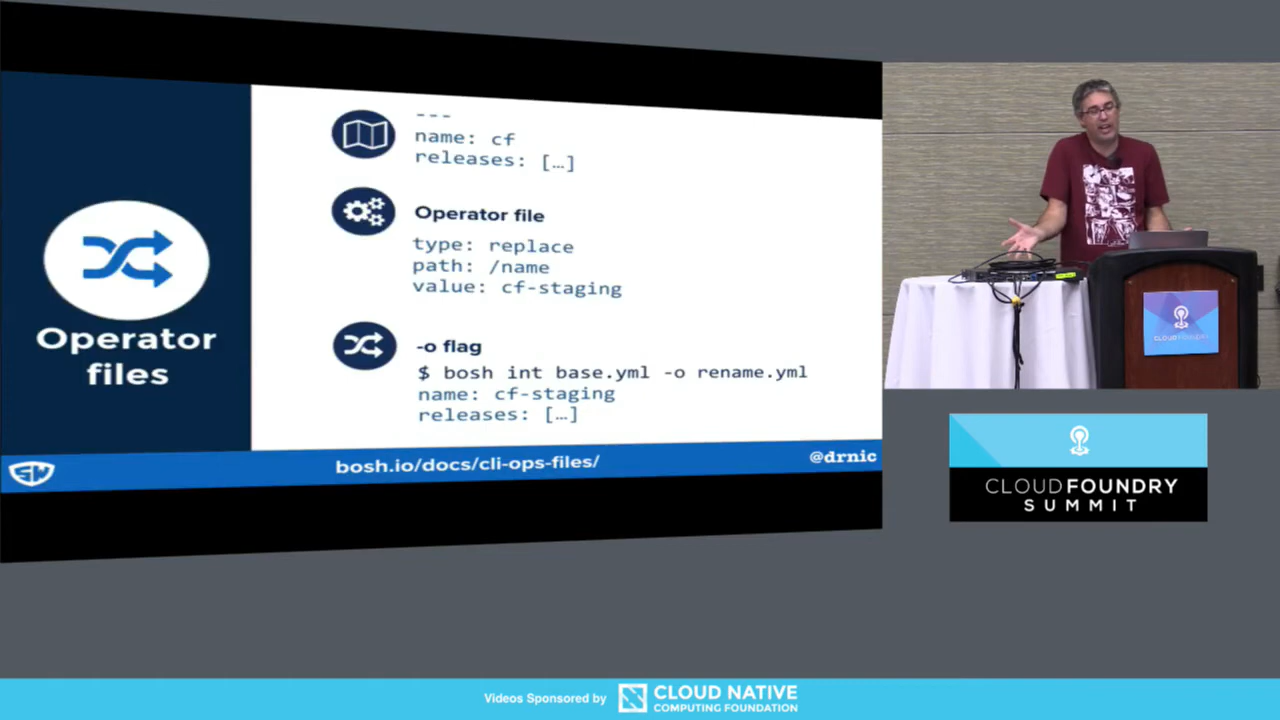 ---
name: cf
releases: […]
Operator file
type: replace
path: /name
value: cf-staging
-o flag
$ bosh int base.yml -o rename.yml
name: cf-staging
releases: […]
Operator
files
bosh.io/docs/cli-ops-files/
@drnic
CLOUD FOUNDRY
CLOUDFOUNDRY
SUMMIT
Videos Sponsored by
CLOUD NATIVE
COMPUTING FOUNDATION